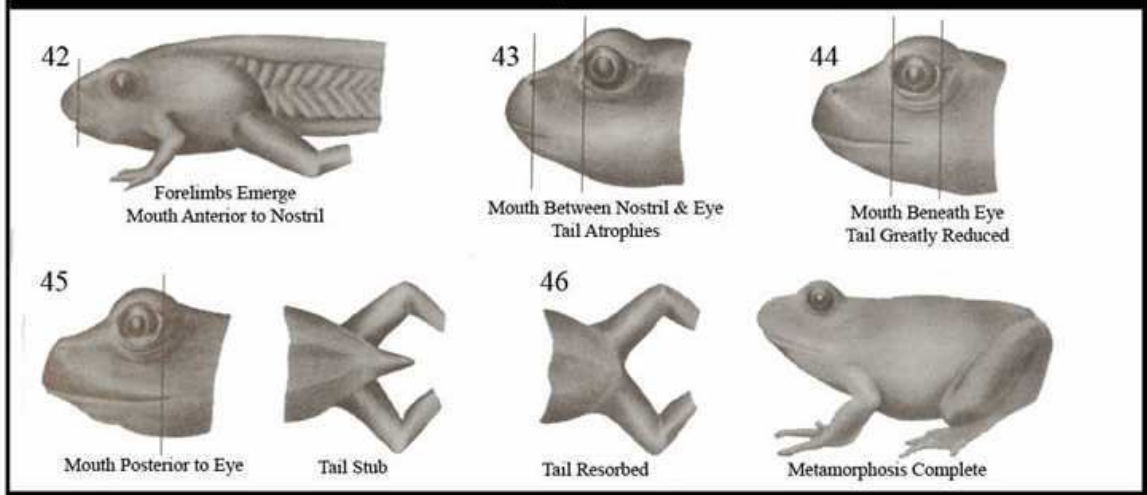 42
Forelimbs Emerge
Mouth Anterior to Nostril
43
Mouth Between Nostril & Eye
Tail Atrophies
44
Mouth Beneath Eye
Tail Greatly Reduced
45
Mouth Posterior to Eye
Tail Stub
46
Tail Resorbed
Metamorphosis Complete